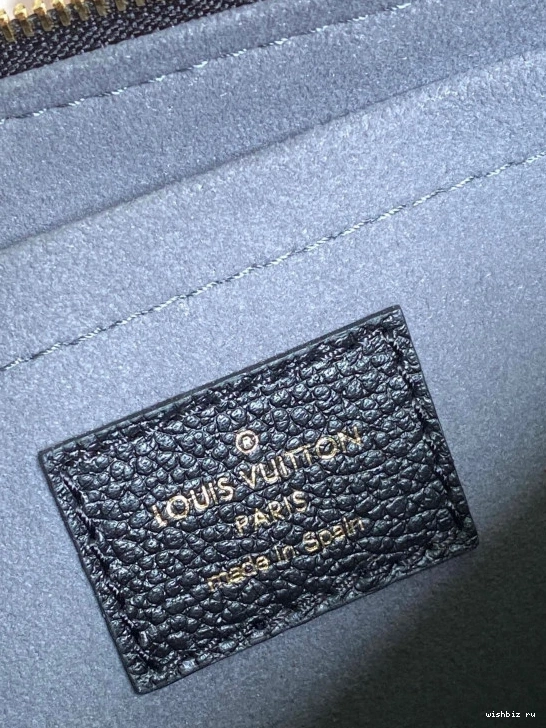 ®
LOUIS VUITTON
PARIS
made in Spain
wishbiz ru